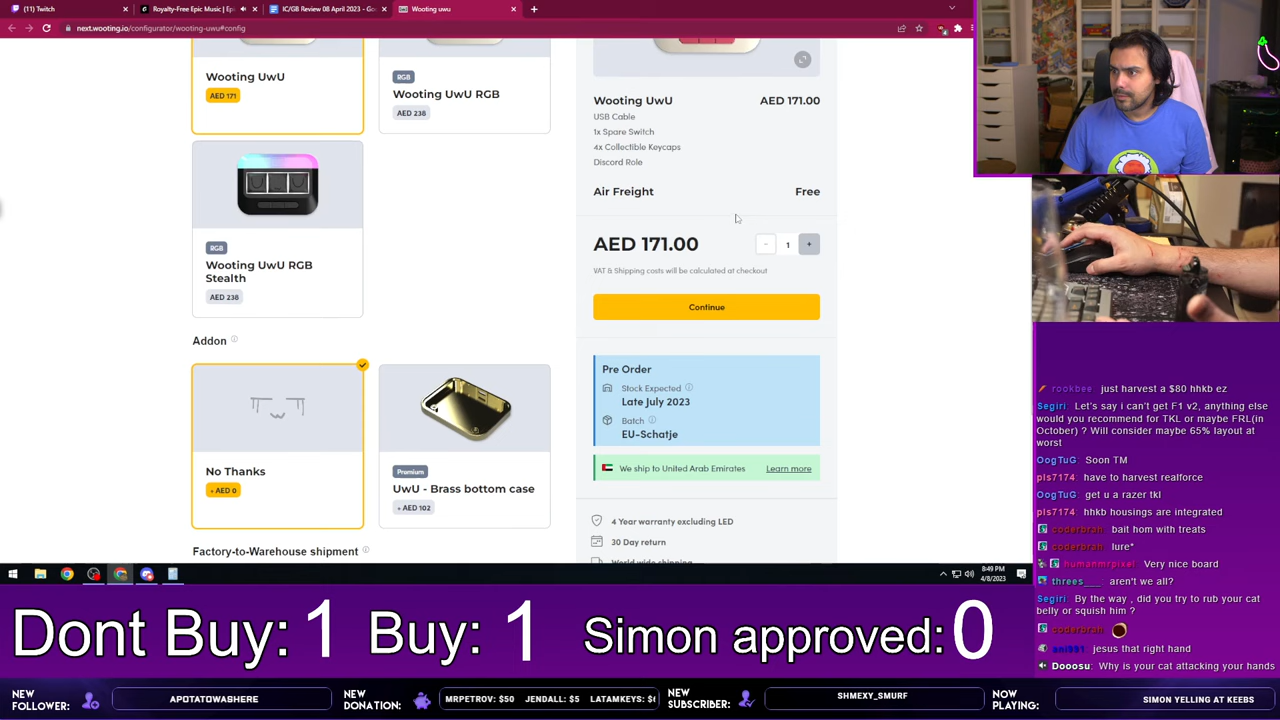 (11) Twitch
Royalty-Free Epic Music | Epi
IC/GB Review 08 April 2023 - Goo
Wooting uwu
next.wooting.io/configurator/wooting-uwu#config
Wooting UwU
AED 171
RGB
Wooting UwU RGB
AED 238
RGB
Wooting UwU RGB
Stealth
AED 238
Addon
No Thanks
+ AED 0
Premium
UwU - Brass bottom case
+ AED 102
Factory-to-Warehouse shipment
Wooting UwU AED 171.00
USB Cable
1x Spare Switch
4x Collectible Keycaps
Discord Role
Air Freight Free
AED 171.00 - 1 +
VAT & Shipping costs will be calculated at checkout
Continue
Pre Order
Stock Expected
Late July 2023
Batch
EU-Schatje
We ship to United Arab Emirates Learn more
4 Year warranty excluding LED
30 Day return
World wide shipping
8:49 PM
4/8/2023
rookbee: just harvest a $80 hhkb ez
Segiri: Let's say i can't get F1 v2, anything else
would you recommend for TKL or maybe FRL(in
October) ? Will consider maybe 65% layout at
worst
OogTuG: Soon TM
pls7174: have to harvest realforce
OogTuG: get u a razer tkl
pls7174: hhkb housings are integrated
coderbrah: bait hom with treats
coderbrah: lure*
humanmrpixel: Very nice board
threes___: aren't we all?
Segiri: By the way , did you try to rub your cat
belly or squish him ?
coderbrah:
ani981: jesus that right hand
Dooosu: Why is your cat attacking your hands
Dont Buy: 1 Buy: 1 Simon approved: 0
NEW
FOLLOWER:
APOTATOWASHERE
NEW
DONATION:
MRPETROV: $50 JENDALL: $5 LATAMKEYS: $
NEW
SUBSCRIBER:
SHMEXY_SMURF
NOW
PLAYING:
SIMON YELLING AT KEEBS